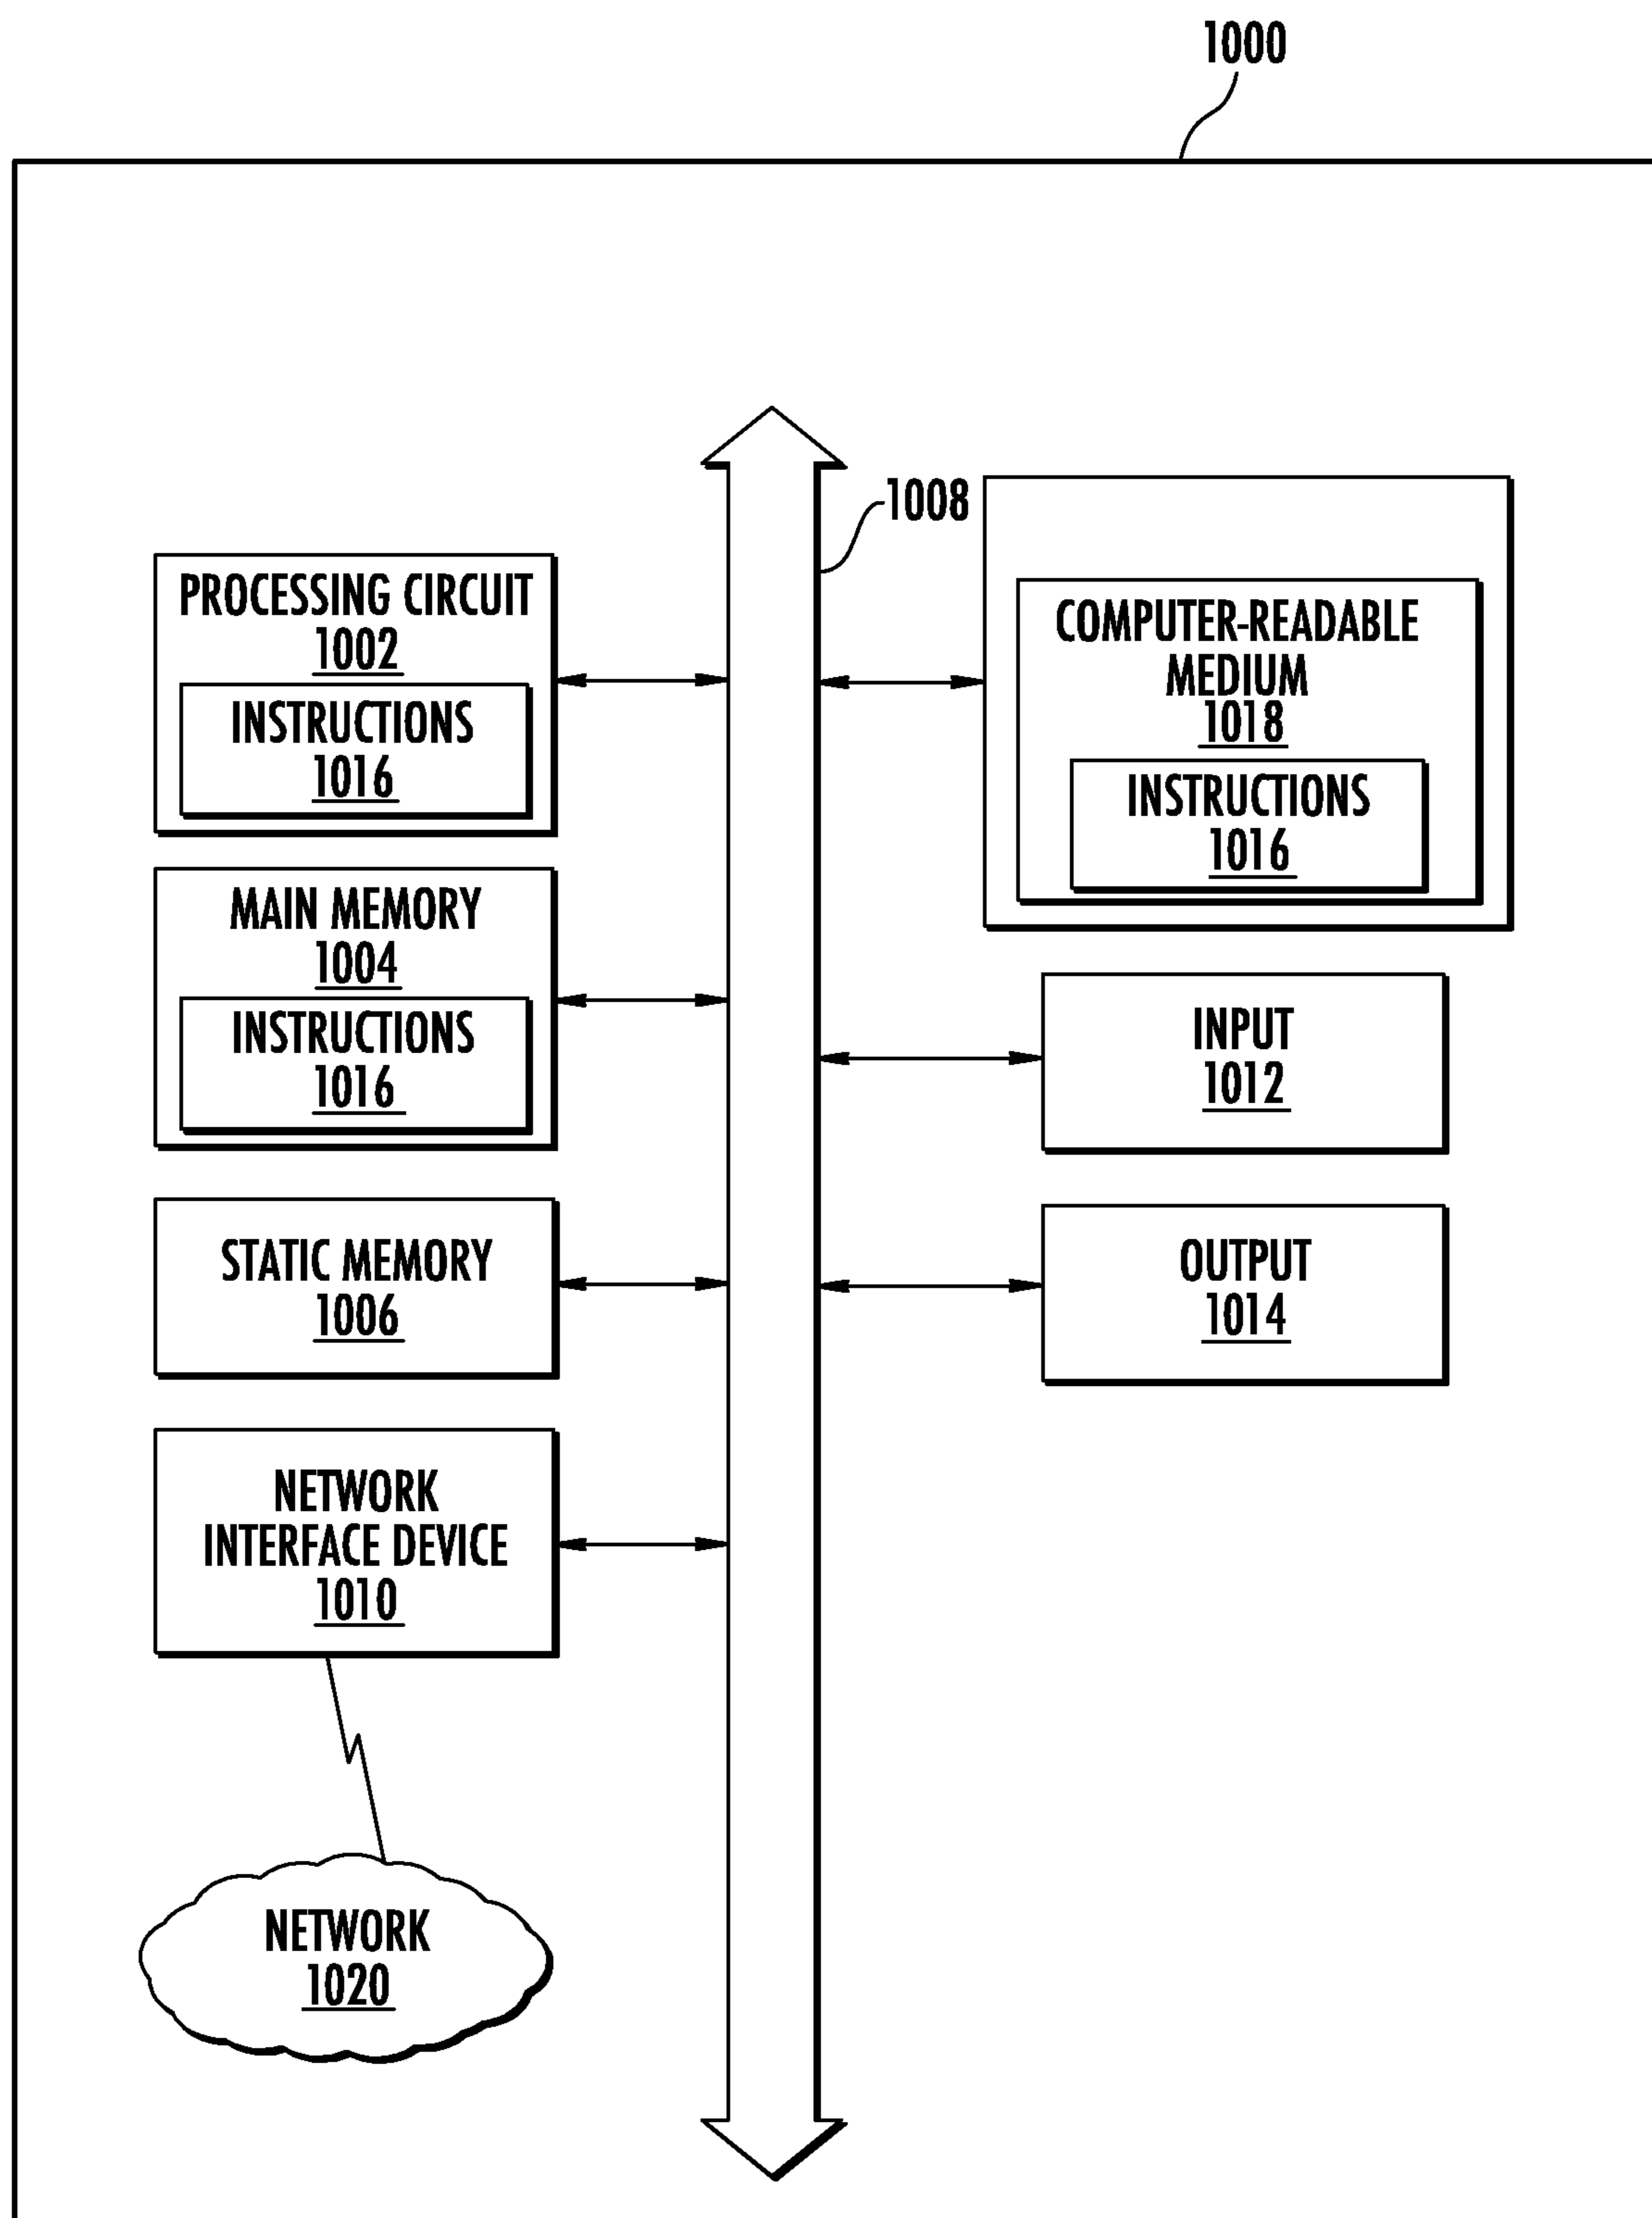 1000
1008
PROCESSING CIRCUIT
1002
INSTRUCTIONS
1016
MAIN MEMORY
1004
INSTRUCTIONS
1016
STATIC MEMORY
1006
NETWORK
INTERFACE DEVICE
1010
NETWORK
1020
COMPUTER-READABLE
MEDIUM
1018
INSTRUCTIONS
1016
INPUT
1012
OUTPUT
1014